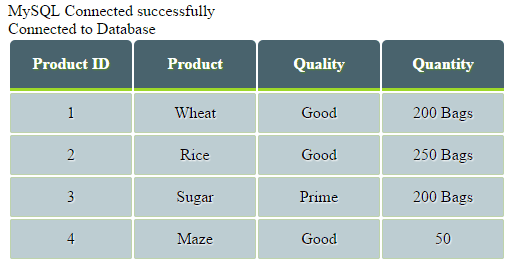 MySQL Connected successfully
Connected to Database
Product ID Product Quality Quantity
1 Wheat Good 200 Bags
2 Rice Good 250 Bags
3 Sugar Prime 200 Bags
4 Maze Good 50